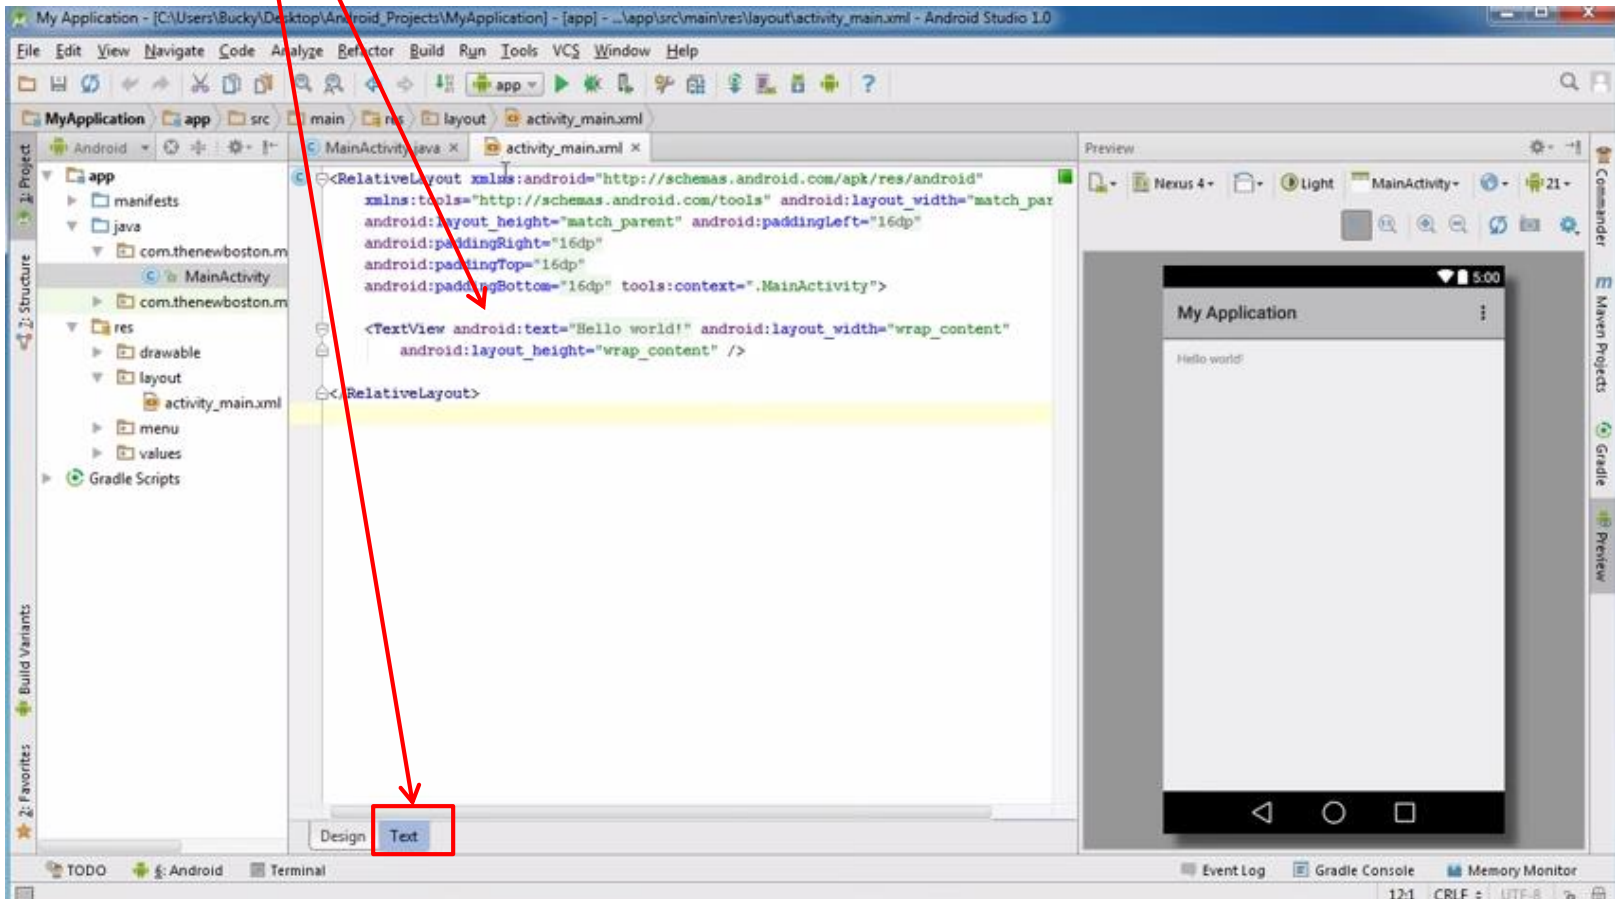 My Application - [C:\Users\Bucky\Desktop\Android_Projects\MyApplication] - [app] - ...\app\src\main\res\layout\activity_main.xml - Android Studio 1.0
File Edit View Navigate Code Analyze Refactor Build Run Tools VCS Window Help
app ?
MyApplication app src main res layout activity_main.xml
Android MainActivity.java × activity_main.xml × Preview
1: Project
2: Structure
Build Variants
2: Favorites
app
manifests
java
com.thenewboston.m
MainActivity
com.thenewboston.m
res
drawable
layout
activity_main.xml
menu
values
Gradle Scripts
<RelativeLayout xmlns:android="http://schemas.android.com/apk/res/android"
xmlns:tools="http://schemas.android.com/tools" android:layout_width="match_par
android:layout_height="match_parent" android:paddingLeft="16dp"
android:paddingRight="16dp"
android:paddingTop="16dp"
android:paddingBottom="16dp" tools:context=".MainActivity">
<TextView android:text="Hello world!" android:layout_width="wrap_content"
android:layout_height="wrap_content" />
</RelativeLayout>
Design Text
Nexus 4 Light MainActivity 21
5:00
My Application
Hello world!
Commander
Maven Projects
Gradle
Preview
TODO 6: Android Terminal Event Log Gradle Console Memory Monitor
12:1 CRLF UTF-8